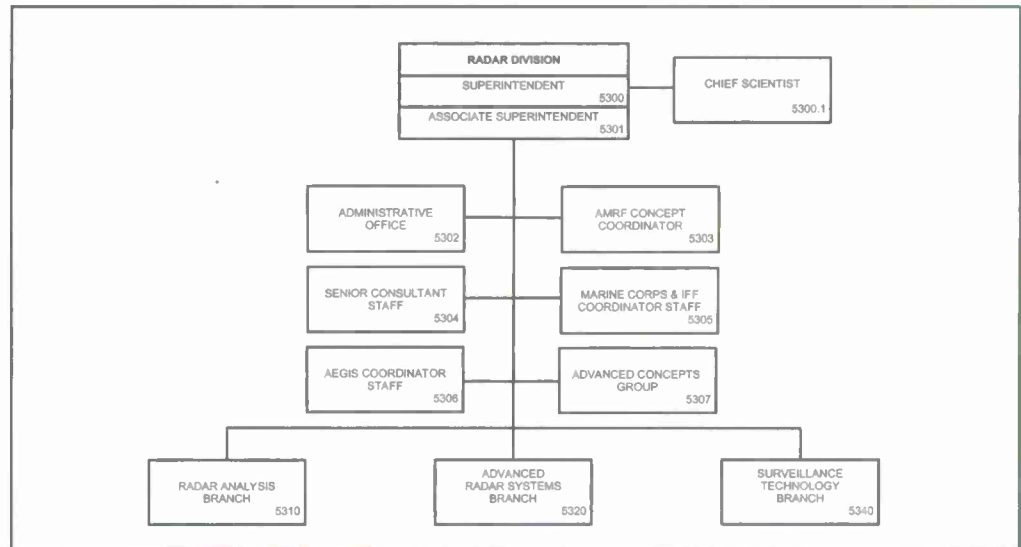 RADAR DIVISION
SUPERINTENDENT
5300
ASSOCIATE SUPERINTENDENT
5301
CHIEF SCIENTIST
5300.1
ADMINISTRATIVE
OFFICE
5302
AMRF CONCEPT
COORDINATOR
5303
SENIOR CONSULTANT
STAFF
5304
MARINE CORPS & IFF
COORDINATOR STAFF
5305
AEGIS COORDINATOR
STAFF
5306
ADVANCED CONCEPTS
GROUP
5307
RADAR ANALYSIS
BRANCH
5310
ADVANCED
RADAR SYSTEMS
BRANCH
5320
SURVEILLANCE
TECHNOLOGY
BRANCH
5340